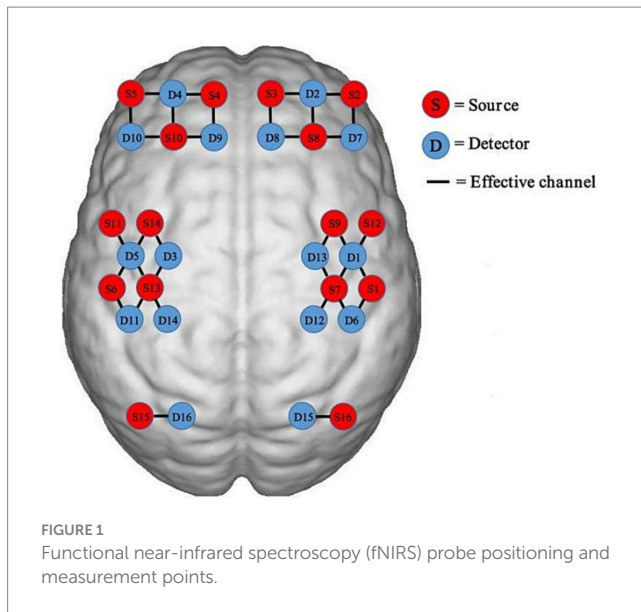 S5 D4 S4 S3 D2 S2
D10 S10 D9 D8 S8 D7
S11 S14 S9 S12
D5 D3 D13 D1
S6 S13 S7 S1
D11 D14 D12 D6
S15 D16 D15 S16
S = Source
D = Detector
= Effective channel
FIGURE 1
Functional near-infrared spectroscopy (fNIRS) probe positioning and
measurement points.